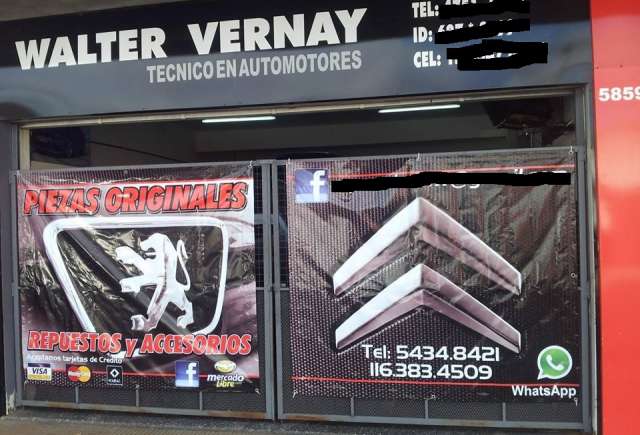 WALTER VERNAY
TECNICO EN AUTOMOTORES
TEL:
ID:
CEL:
5859
PIEZAS ORIGINALES
REPUESTOS y ACCESORIOS
Aceptamos tarjetas de Credito
VISA
MasterCard
f
mercado
Libre
f
Tel: 5434.8421
116.383.4509
WhatsApp